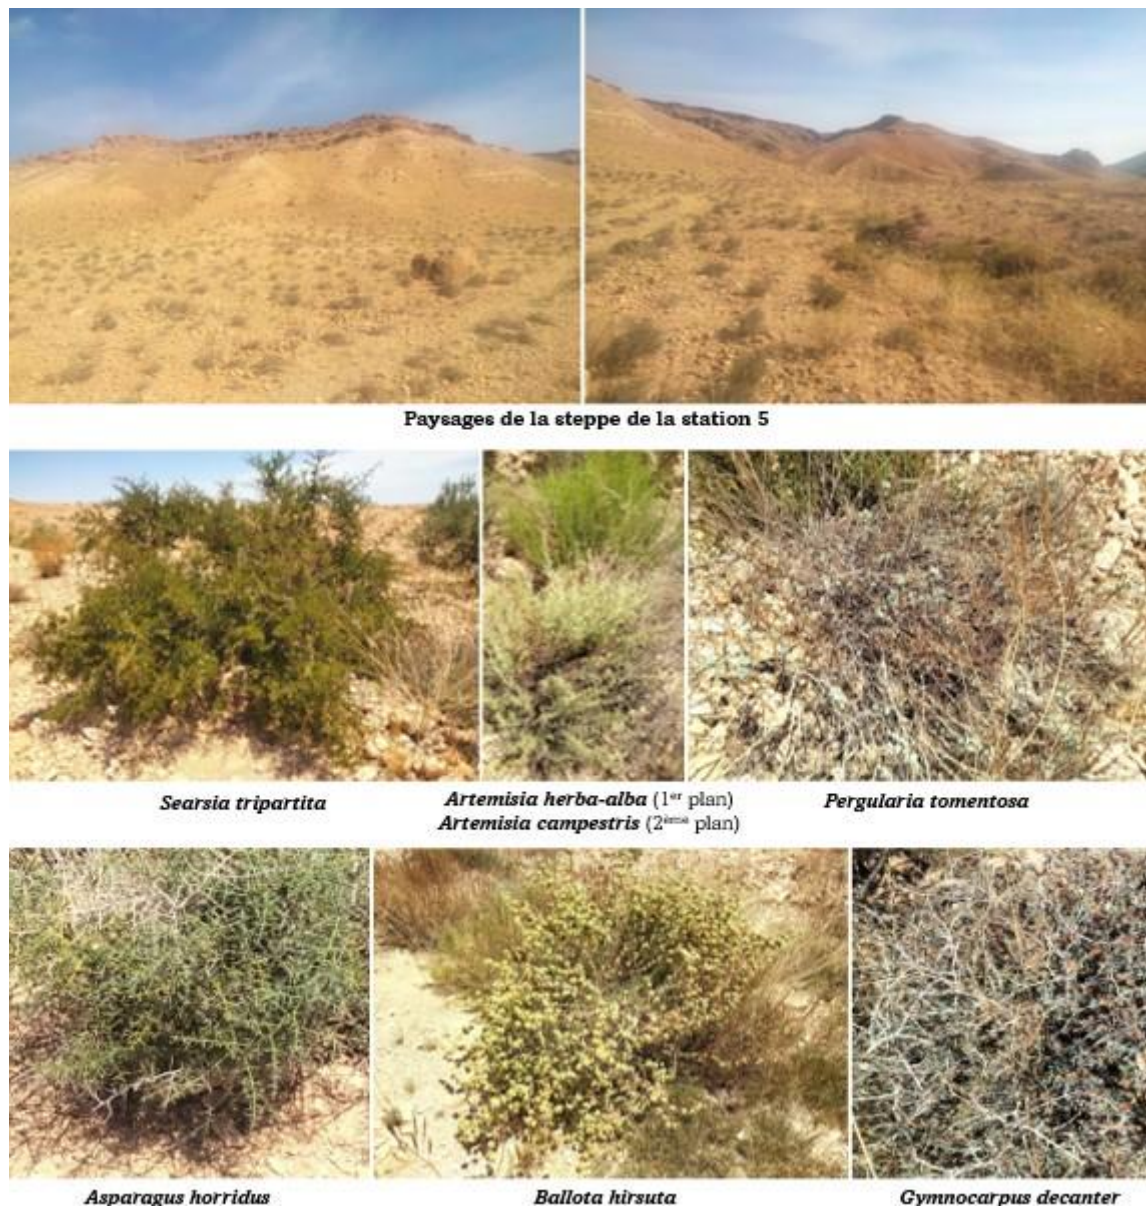 Paysages de la steppe de la station 5
Searsia tripartita
Artemisia herba-alba (1er plan)
Artemisia campestris (2ème plan)
Pergularia tomentosa
Asparagus horridus
Ballota hirsuta
Gymnocarpus decanter